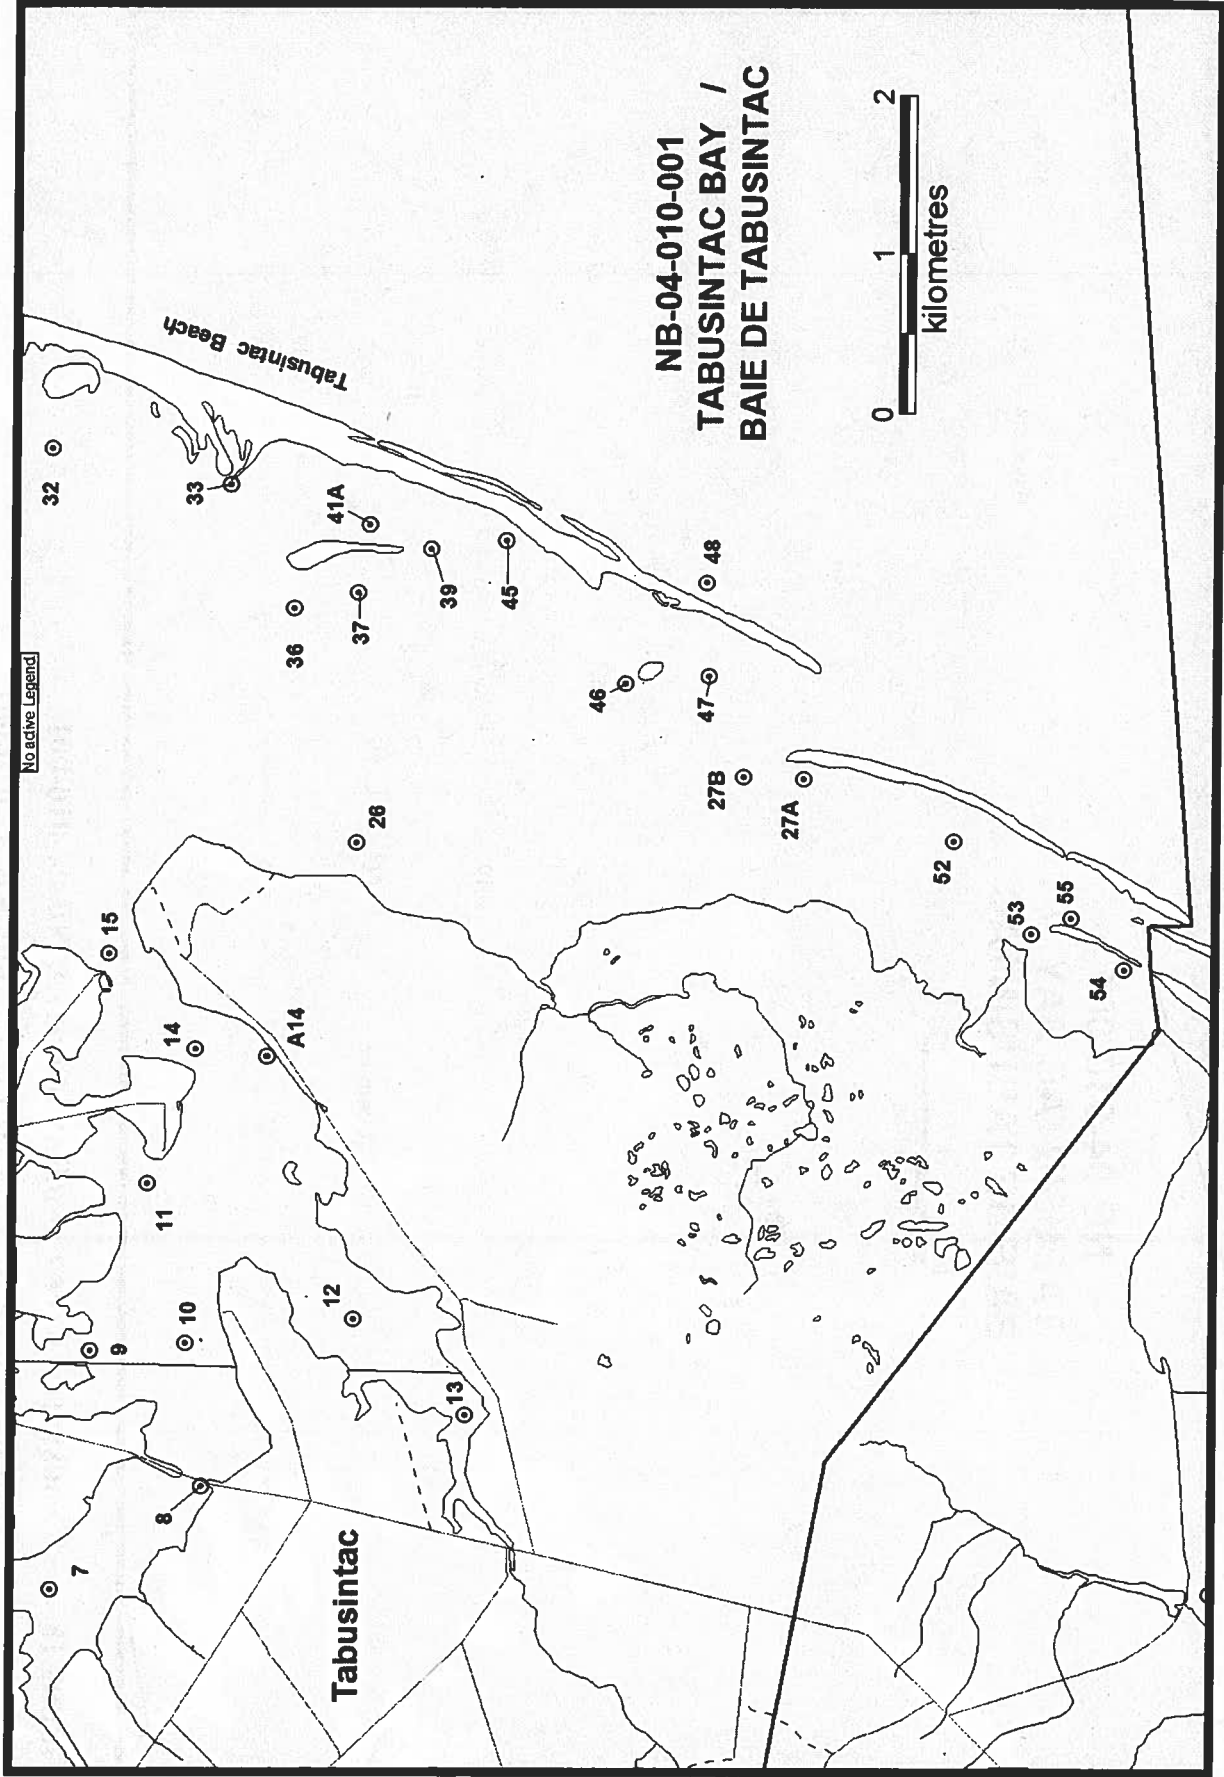 No active Legend
NB-04-010-001
TABUSINTAC BAY /
BAIE DE TABUSINTAC
0 1 2
kilometres
Tabusintac Beach
Tabusintac
7
8
9
10
11
12
13
14
A14
15
26
27B
27A
32
33
36
37
41A
39
45
46
47
48
52
53
55
54